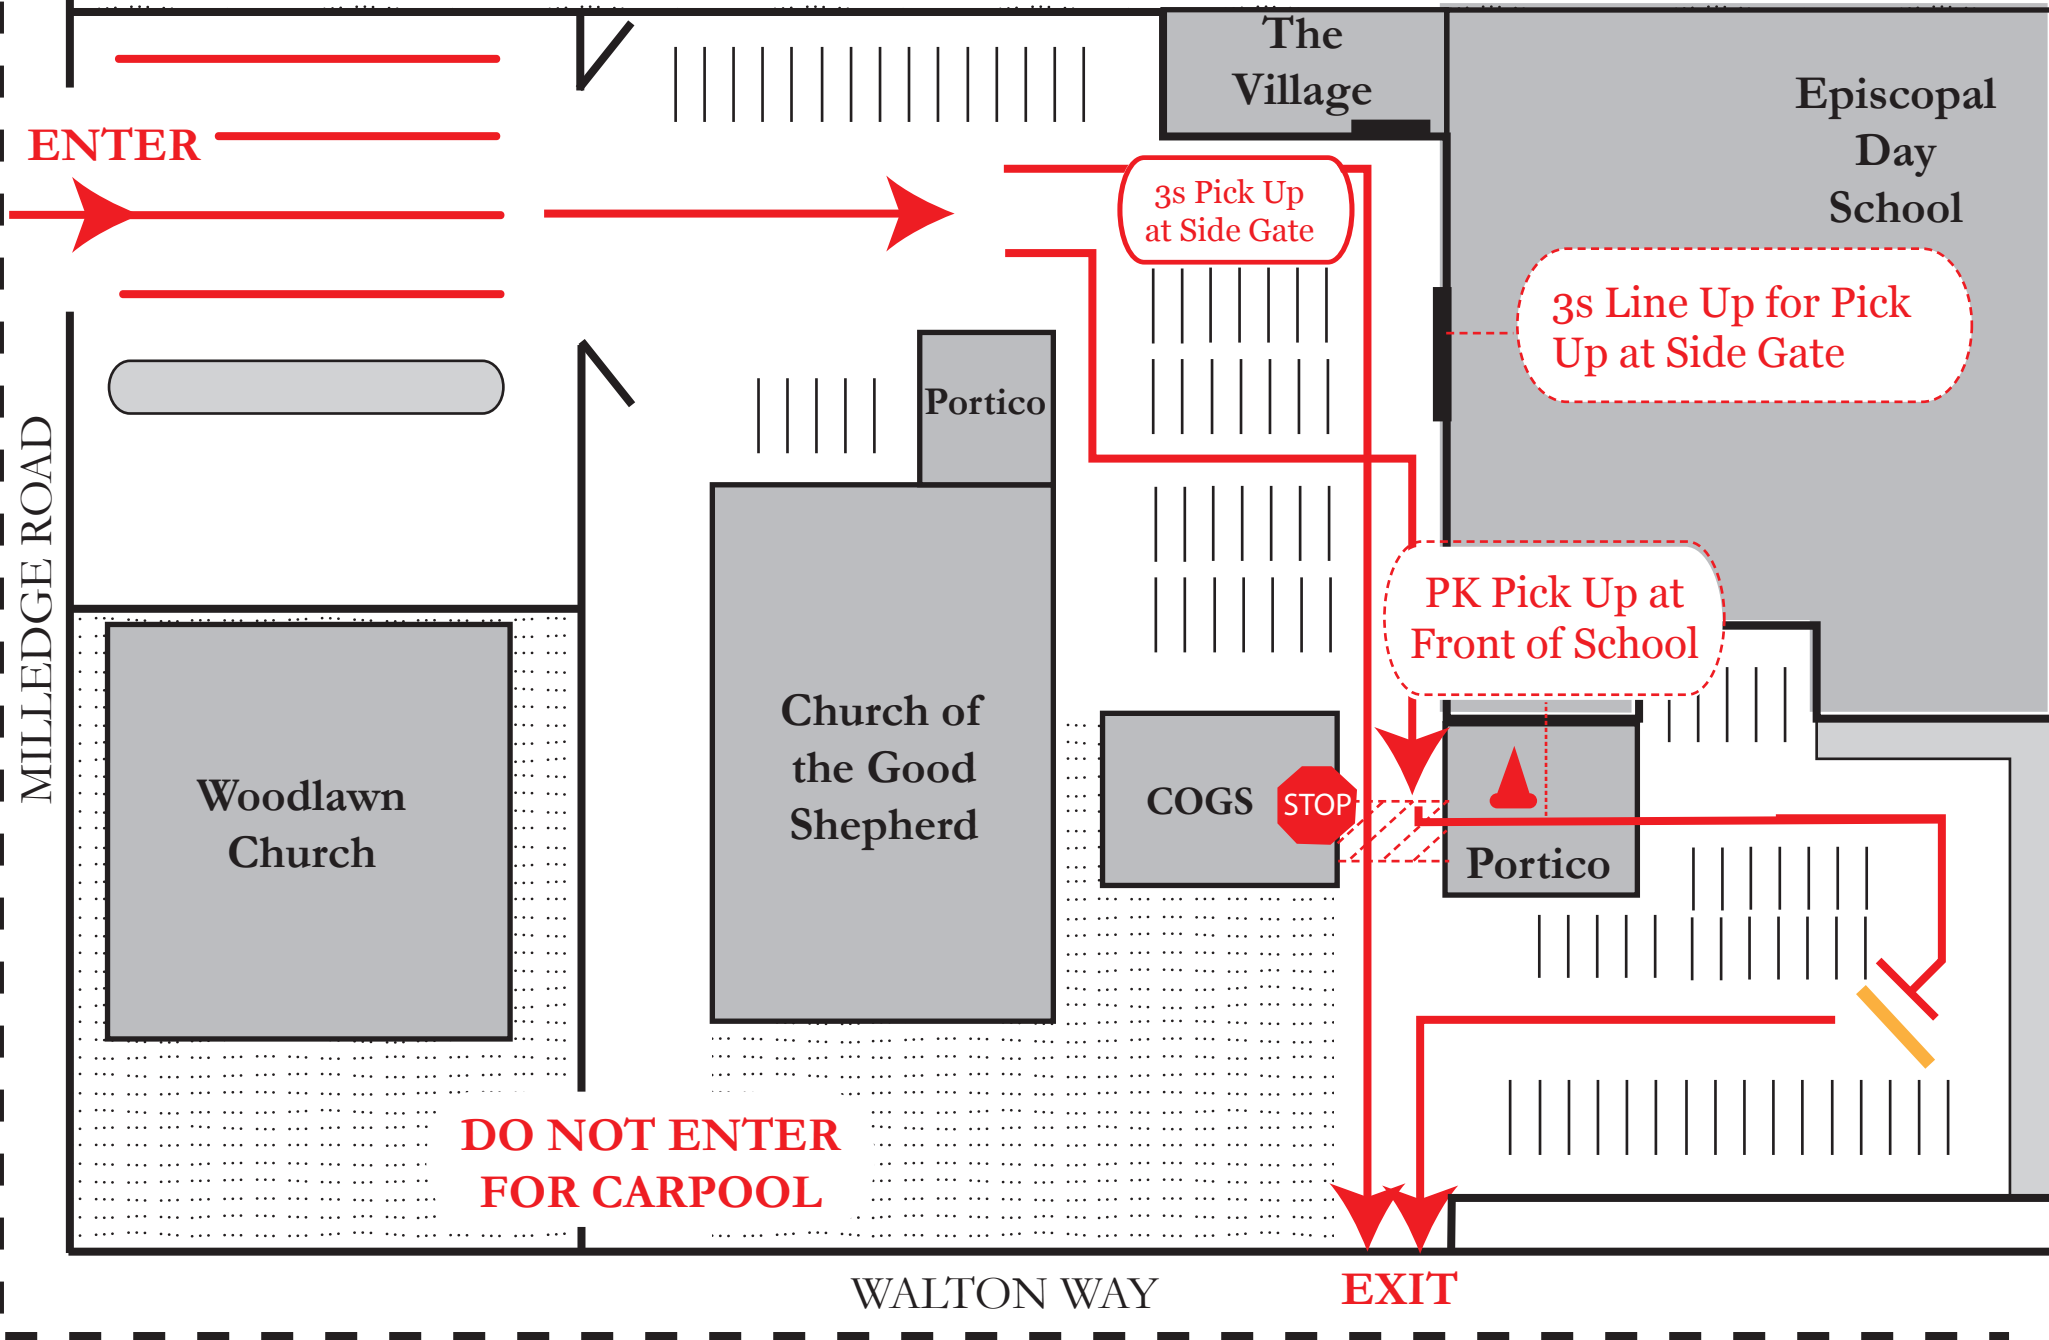 The
Village
Episcopal
Day
School
ENTER
3s Pick Up
at Side Gate
3s Line Up for Pick
Up at Side Gate
Portico
MILLEDGE ROAD
PK Pick Up at
Front of School
Woodlawn
Church
Church of
the Good
Shepherd
COGS
STOP
Portico
DO NOT ENTER
FOR CARPOOL
WALTON WAY
EXIT